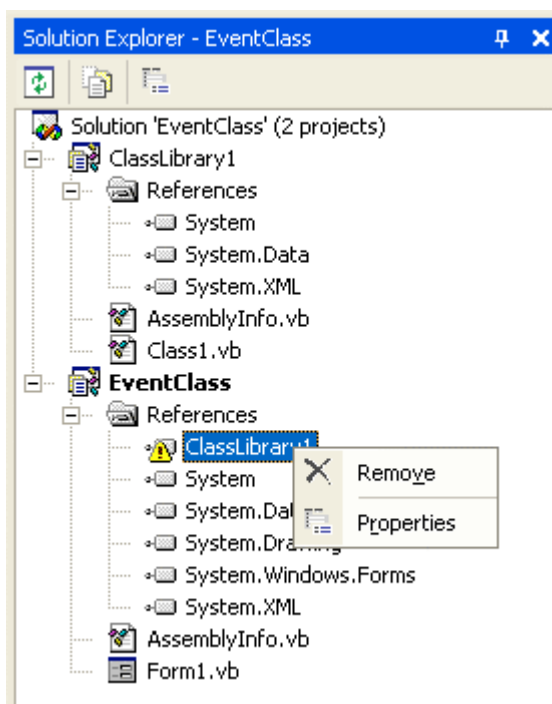 Solution Explorer - EventClass
Solution 'EventClass' (2 projects)
ClassLibrary1
References
System
System.Data
System.XML
AssemblyInfo.vb
Class1.vb
EventClass
References
ClassLibrary1
Remove
System
System.Da
Properties
System.Drawing
System.Windows.Forms
System.XML
AssemblyInfo.vb
Form1.vb